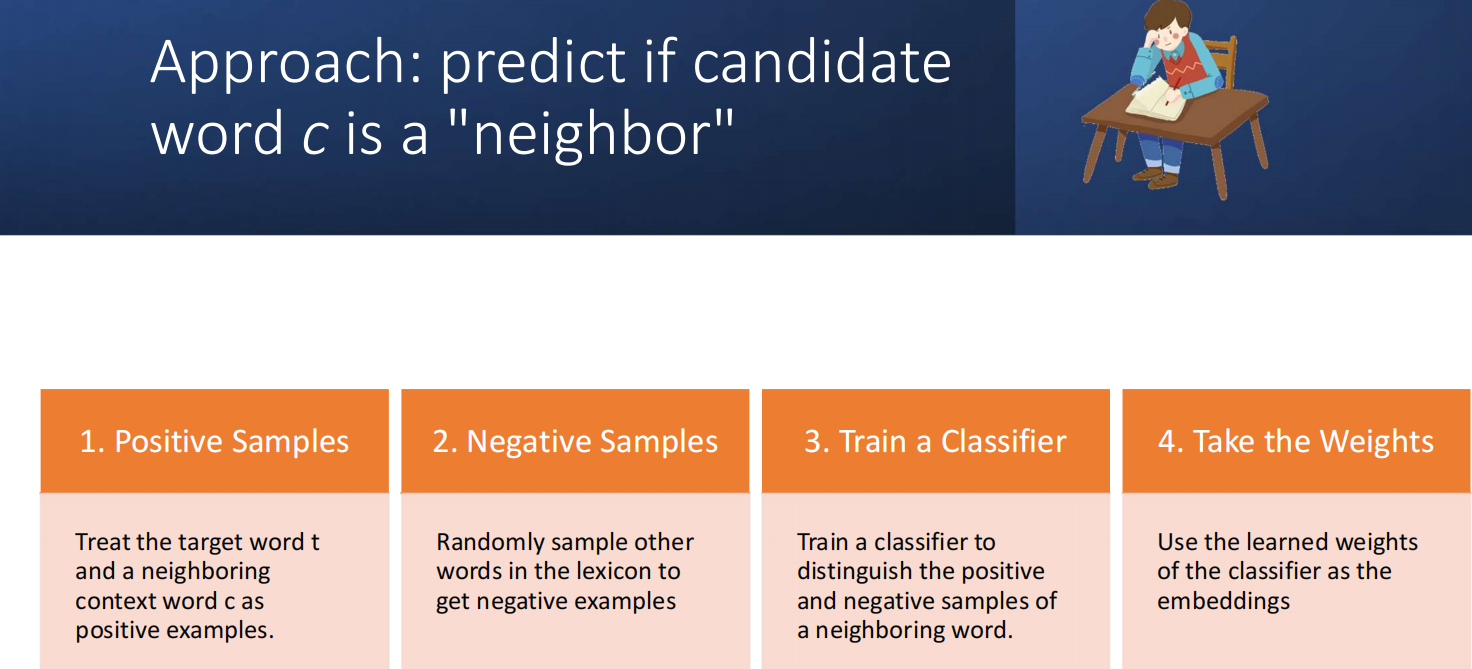 Approach: predict if candidate
word c is a "neighbor"
1. Positive Samples
Treat the target word t
and a neighboring
context word c as
positive examples.
2. Negative Samples
Randomly sample other
words in the lexicon to
get negative examples
3. Train a Classifier
Train a classifier to
distinguish the positive
and negative samples of
a neighboring word.
4. Take the Weights
Use the learned weights
of the classifier as the
embeddings